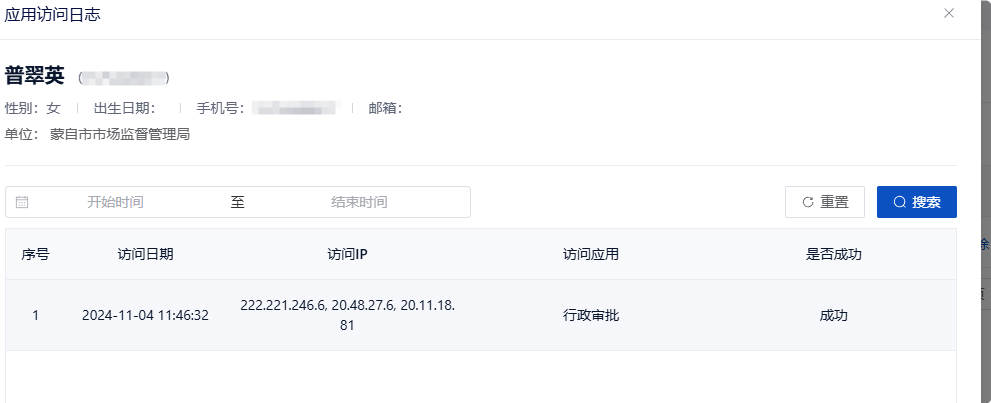 应用访问日志
普翠英 ()
性别: 女 出生日期: 手机号: 邮箱:
单位: 蒙自市市场监督管理局
开始时间 至 结束时间 重置 搜索
序号 访问日期 访问IP 访问应用 是否成功
1 2024-11-04 11:46:32 222.221.246.6, 20.48.27.6, 20.11.18. 行政审批 成功
81
除
页